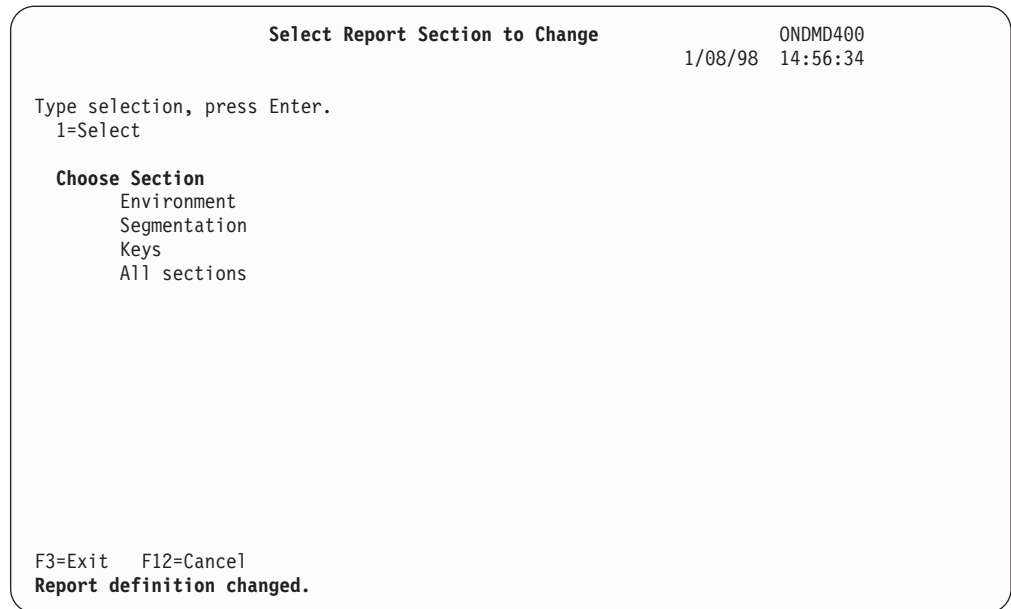 Select Report Section to Change ONDMD400
1/08/98 14:56:34
Type selection, press Enter.
1=Select
Choose Section
Environment
Segmentation
Keys
All sections
F3=Exit F12=Cancel
Report definition changed.